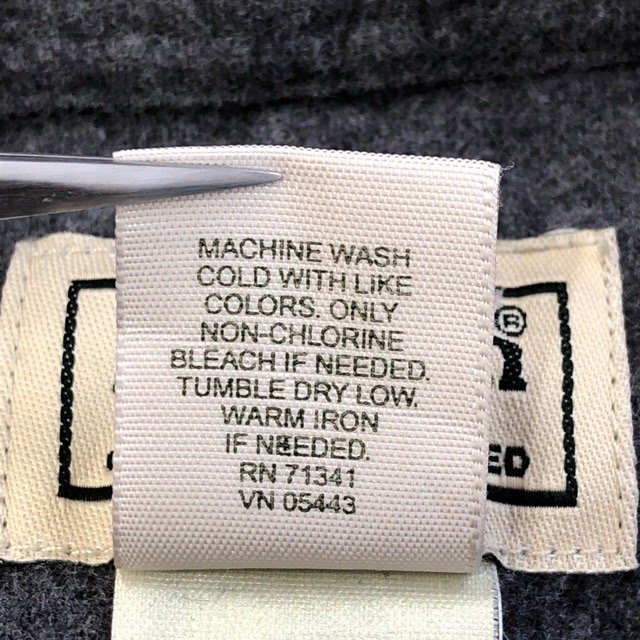 MACHINE WASH
COLD WITH LIKE
COLORS. ONLY
NON-CHLORINE
BLEACH IF NEEDED.
TUMBLE DRY LOW.
WARM IRON
IF NEEDED.
RN 71341
VN 05443
®